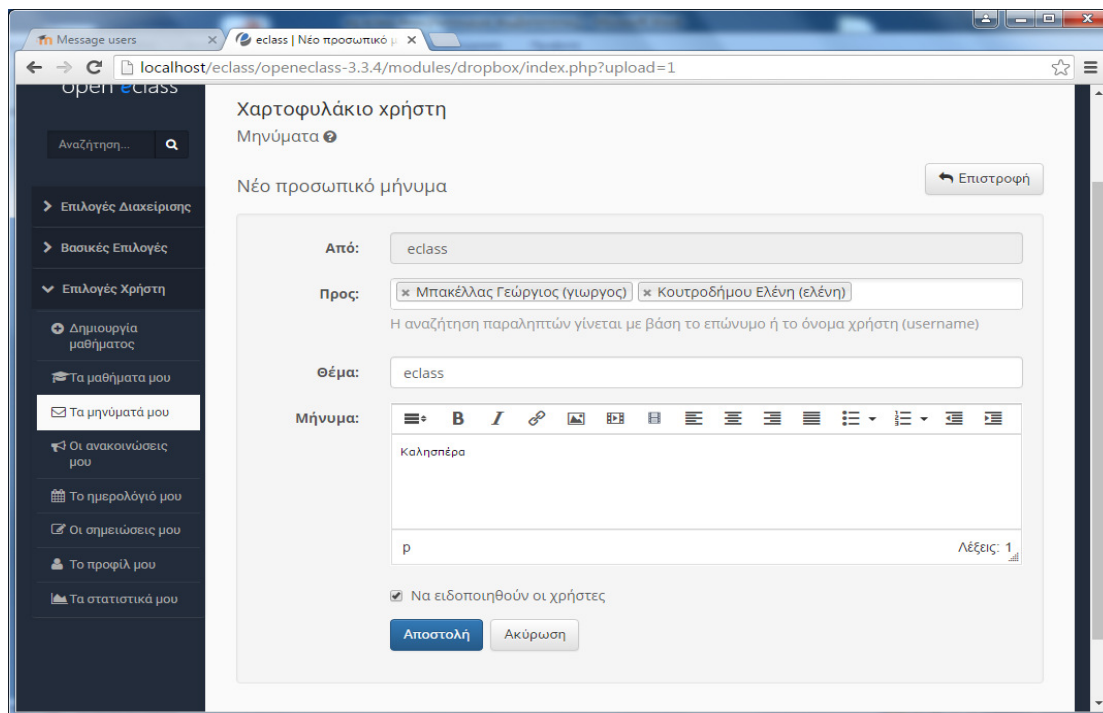 Message users
eclass | Νέο προσωπικό μ
localhost/eclass/openeclass-3.3.4/modules/dropbox/index.php?upload=1
open eclass
Αναζήτηση...
Επιλογές Διαχείρισης
Βασικές Επιλογές
Επιλογές Χρήστη
Δημιουργία
μαθήματος
Τα μαθήματα μου
Τα μηνύματά μου
Οι ανακοινώσεις
μου
Το ημερολόγιό μου
Οι σημειώσεις μου
Το προφίλ μου
Τα στατιστικά μου
Χαρτοφυλάκιο χρήστη
Μηνύματα
Νέο προσωπικό μήνυμα
Επιστροφή
Από: eclass
Προς: × Μπακέλλας Γεώργιος (γιωργος) × Κουτροδήμου Ελένη (ελένη)
Η αναζήτηση παραληπτών γίνεται με βάση το επώνυμο ή το όνομα χρήστη (username)
Θέμα: eclass
Μήνυμα: B I
Καλησπέρα
p Λέξεις: 1
Να ειδοποιηθούν οι χρήστες
Αποστολή Ακύρωση